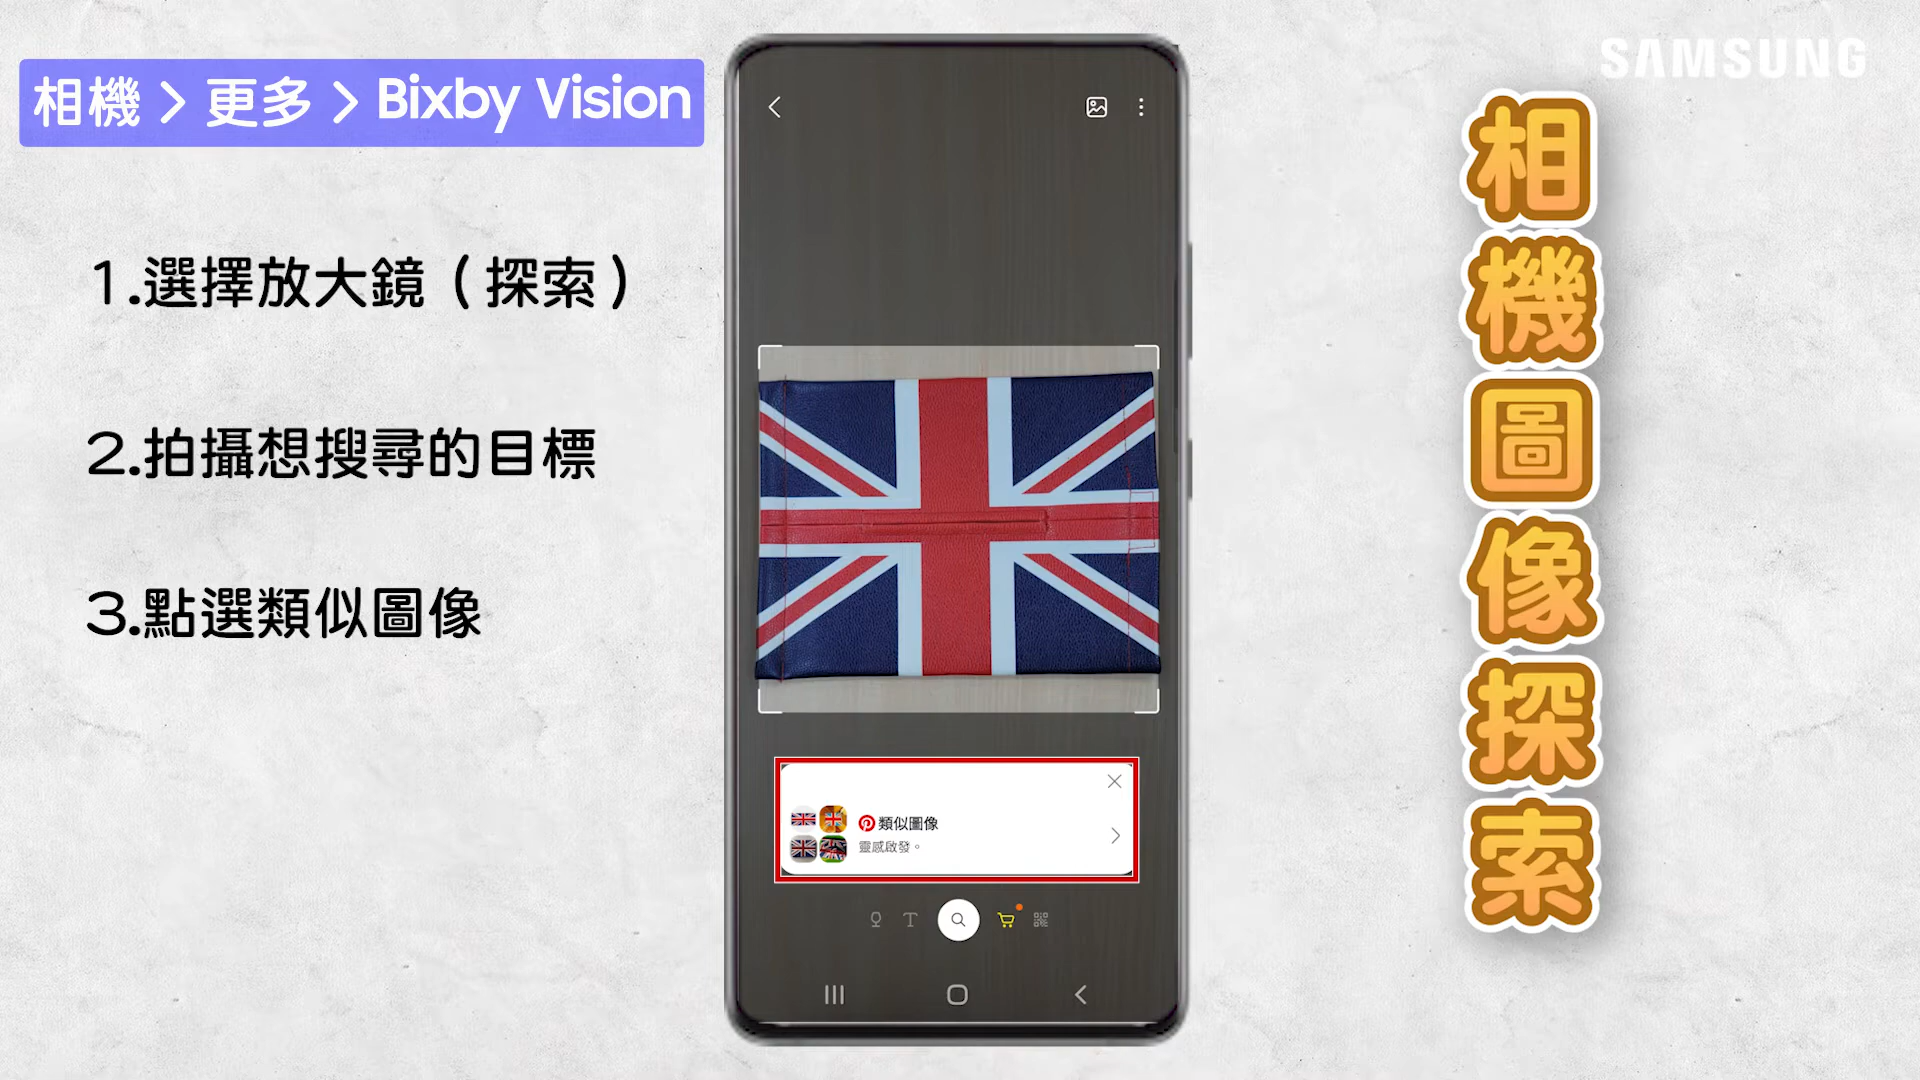 相機 > 更多 > Bixby Vision
1.選擇放大鏡（探索）
2.拍攝想搜尋的目標
3.點選類似圖像
類似圖像
靈感啟發。
T
SAMSUNG
相機圖像探索